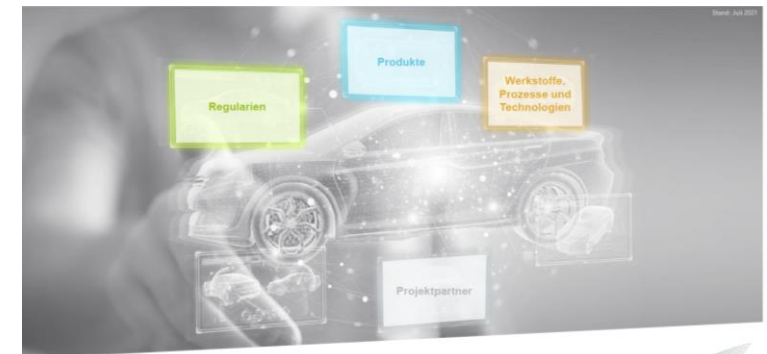 Stand: Juli 2021
Produkte
Regularien
Werkstoffe,
Prozesse und
Technologien
Projektpartner